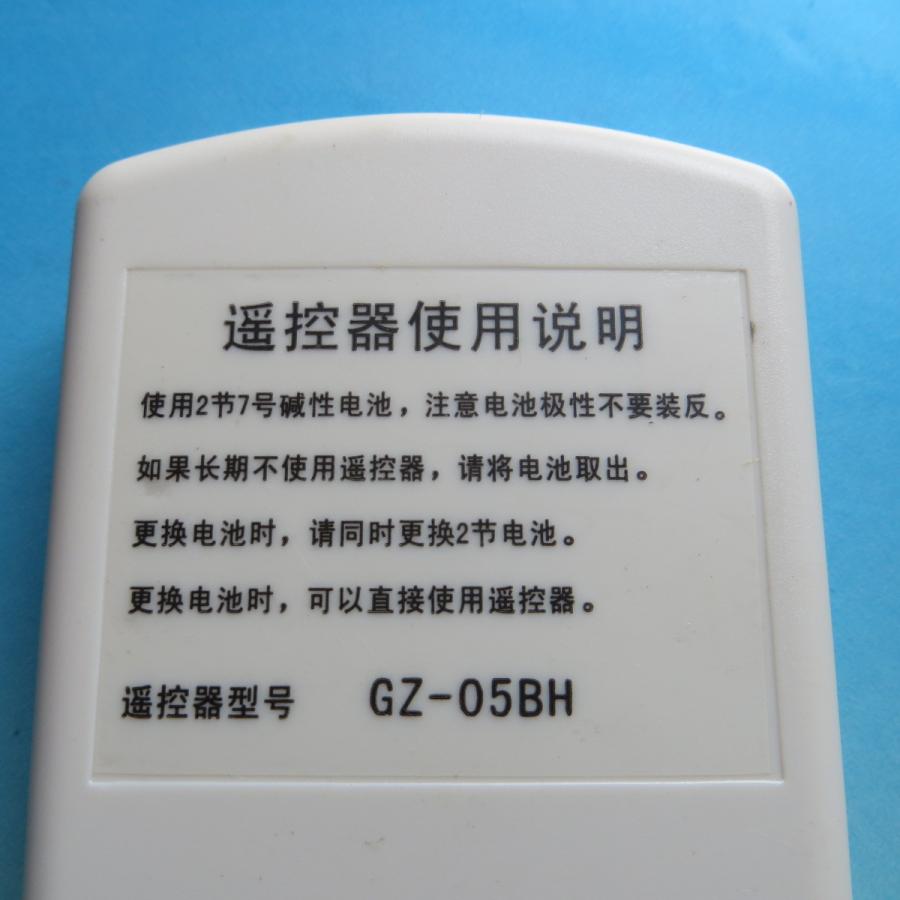 遥控器使用说明
使用2节7号碱性电池，注意电池极性不要装反。
如果长期不使用遥控器，请将电池取出。
更换电池时，请同时更换2节电池。
更换电池时，可以直接使用遥控器。
遥控器型号 GZ-05BH